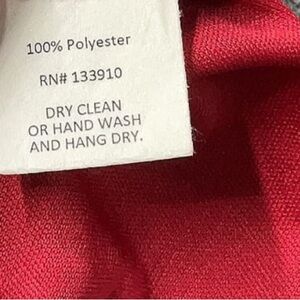 100% Polyester
RN# 133910
DRY CLEAN
OR HAND WASH
AND HANG DRY.